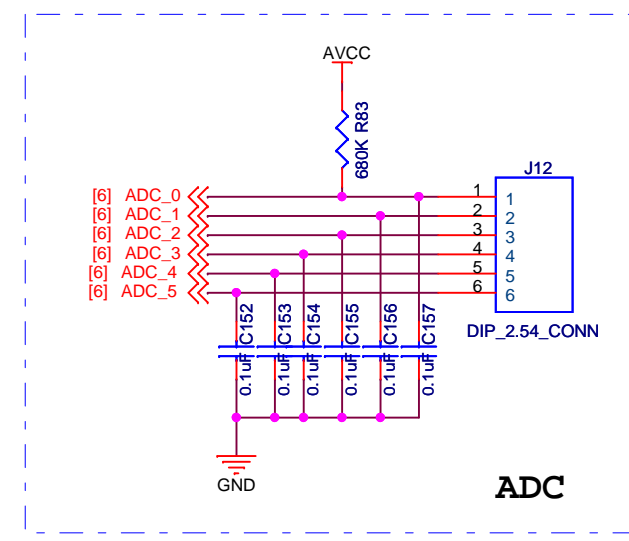 AVCC
680K R83
J12
[6] ADC_0 1 1
[6] ADC_1 2 2
[6] ADC_2 3 3
[6] ADC_3 4 4
[6] ADC_4 5 5
[6] ADC_5 6 6
DIP_2.54_CONN
0.1uF C152
0.1uF C153
0.1uF C154
0.1uF C155
0.1uF C156
0.1uF C157
GND
ADC